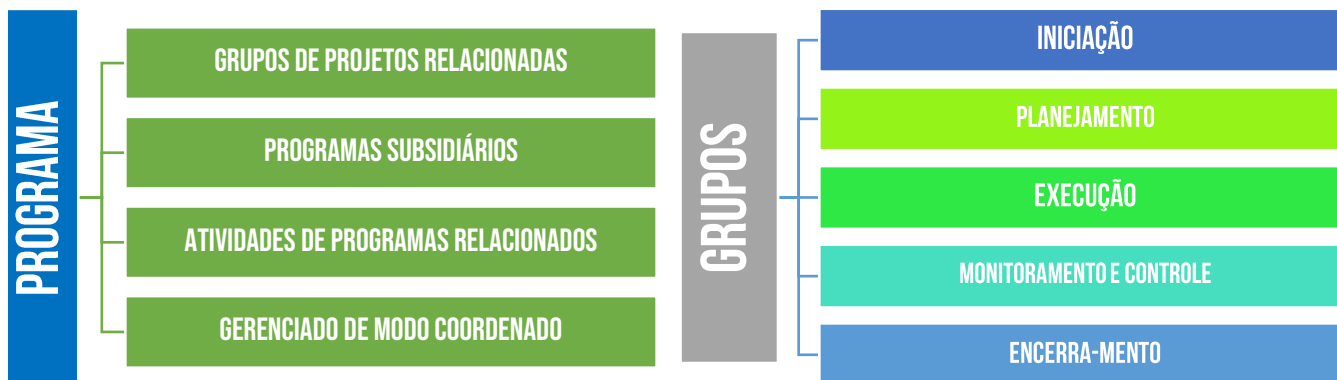 PROGRAMA
GRUPOS DE PROJETOS RELACIONADAS
PROGRAMAS SUBSIDIÁRIOS
ATIVIDADES DE PROGRAMAS RELACIONADOS
GERENCIADO DE MODO COORDENADO
GRUPOS
INICIAÇÃO
PLANEJAMENTO
EXECUÇÃO
MONITORAMENTO E CONTROLE
ENCERRA-MENTO